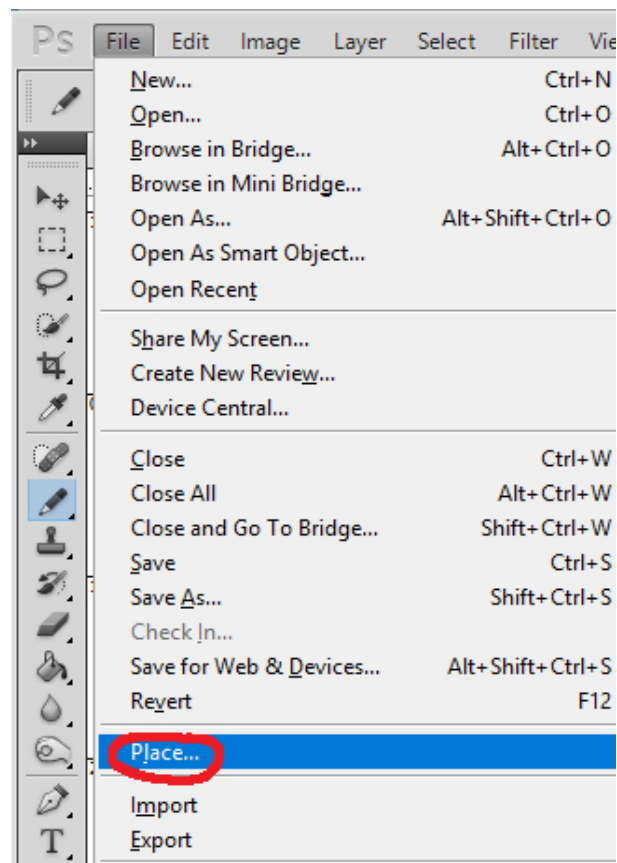 Ps File Edit Image Layer Select Filter Vie
New... Ctrl+N
Open... Ctrl+O
Browse in Bridge... Alt+Ctrl+O
Browse in Mini Bridge...
Open As... Alt+Shift+Ctrl+O
Open As Smart Object...
Open Recent
Share My Screen...
Create New Review...
Device Central...
Close Ctrl+W
Close All Alt+Ctrl+W
Close and Go To Bridge... Shift+Ctrl+W
Save Ctrl+S
Save As... Shift+Ctrl+S
Check In...
Save for Web & Devices... Alt+Shift+Ctrl+S
Revert F12
Place...
Import
Export